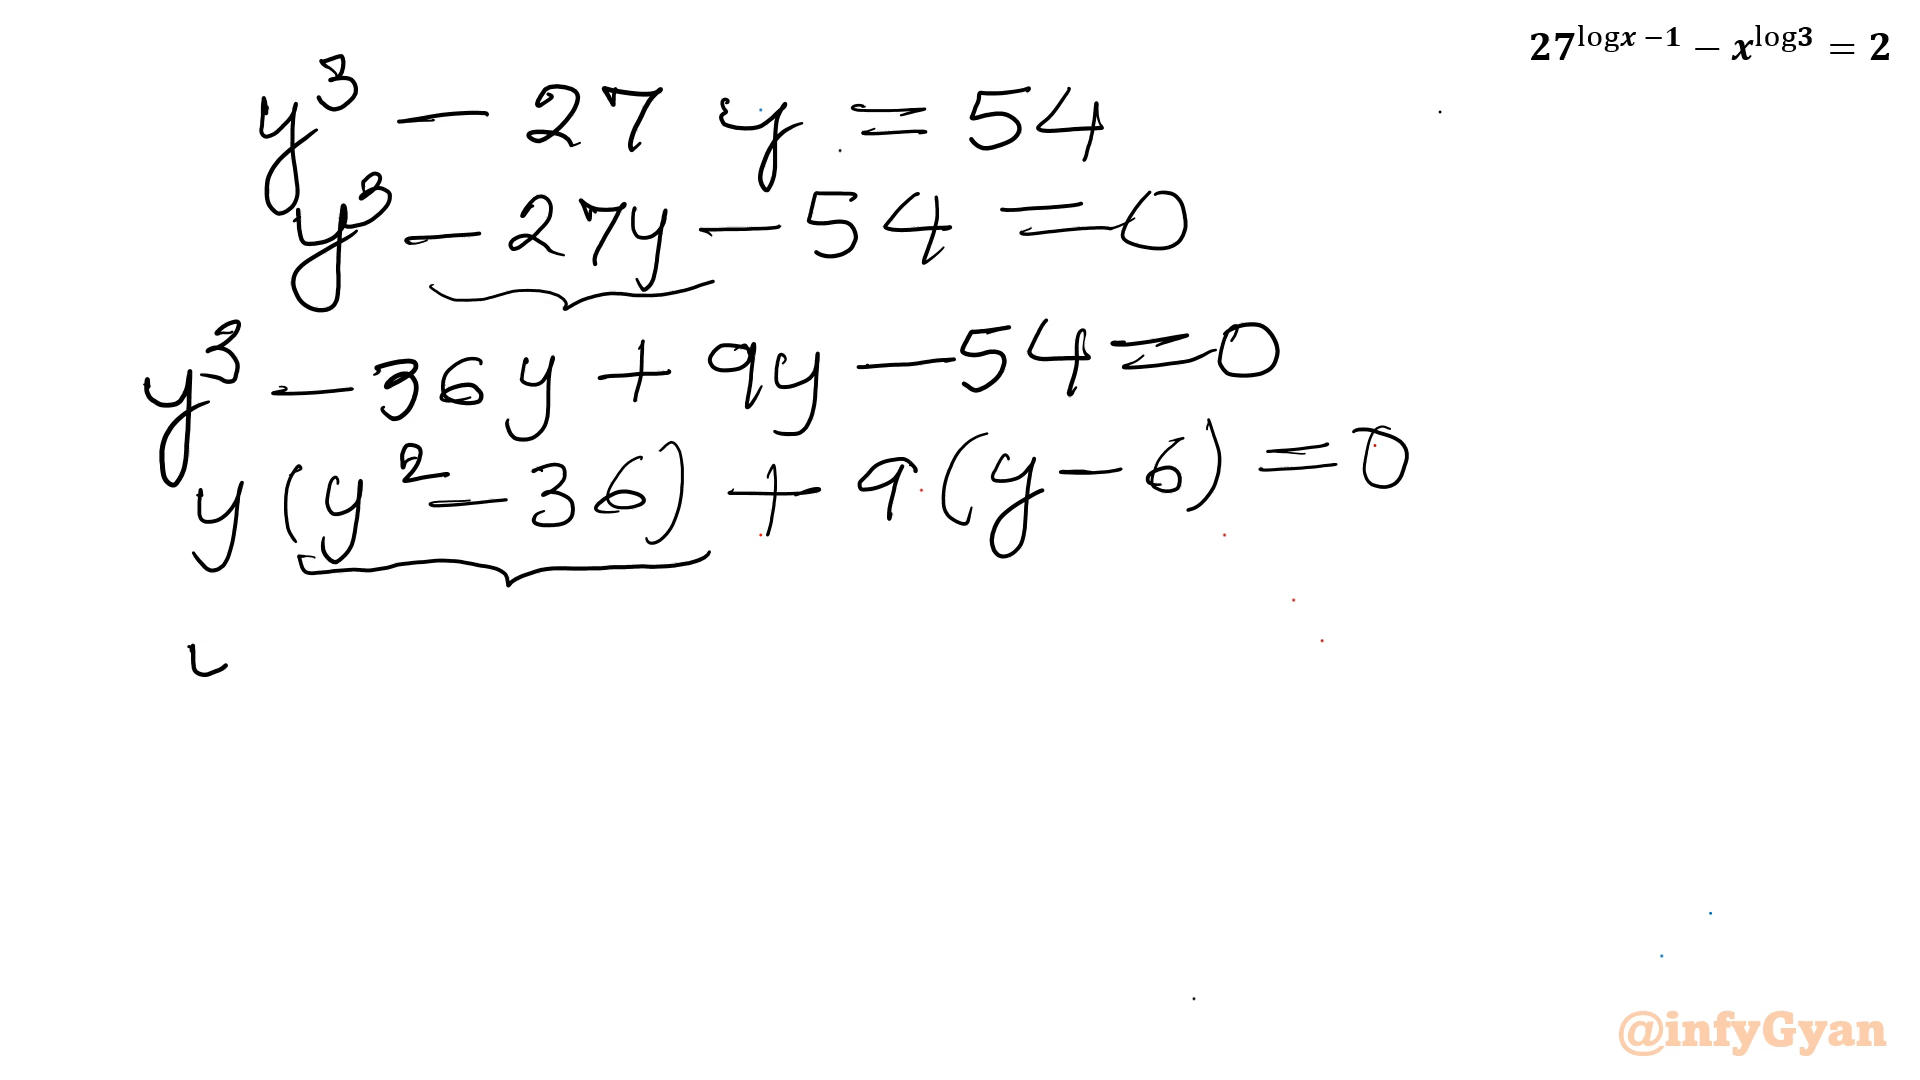 27^{log x − 1} − x^{log 3} = 2
y³ − 27 y = 54
y³ − 27y − 54 = 0
y³ − 36y + 9y − 54 = 0
y (y² − 36) + 9 (y − 6) = 0
@infyGyan